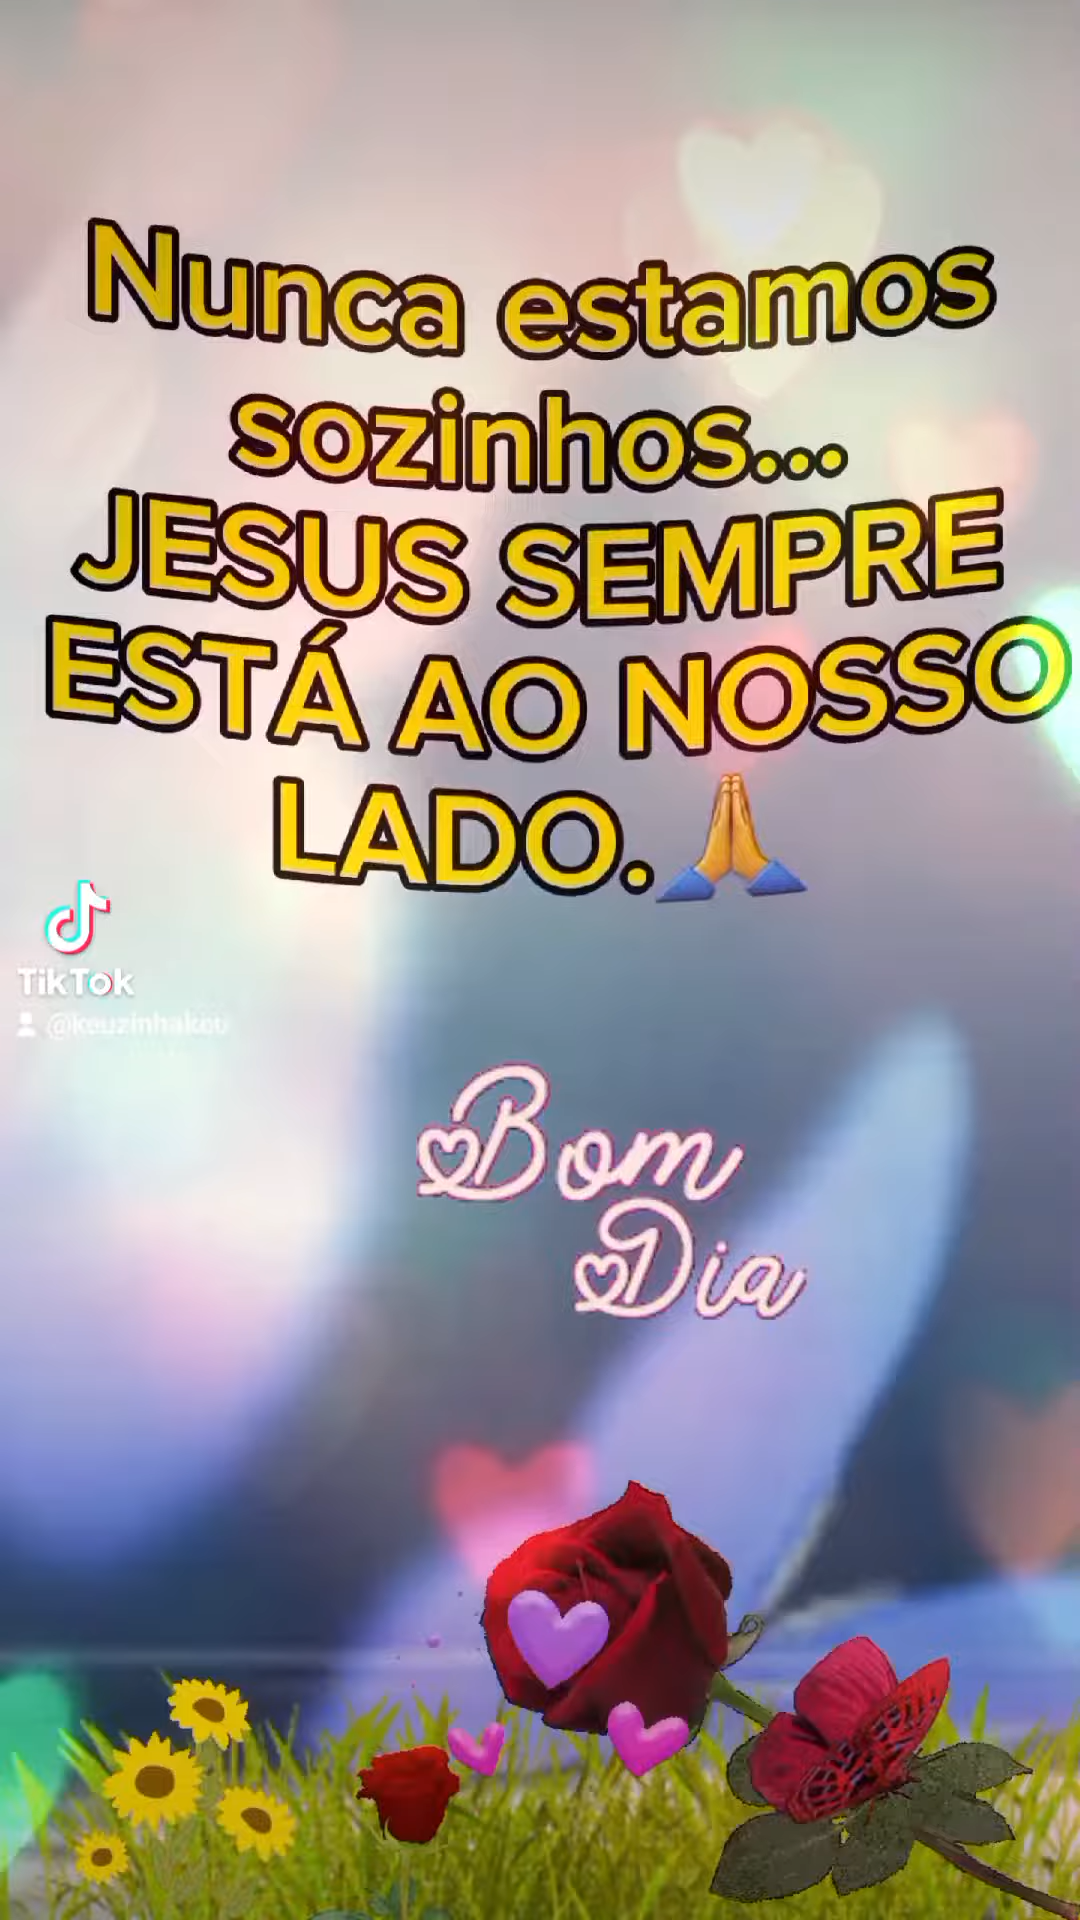 Nunca estamos
sozinhos...
JESUS SEMPRE
ESTÁ AO NOSSO
LADO.🙏
TikTok
Bom
Dia